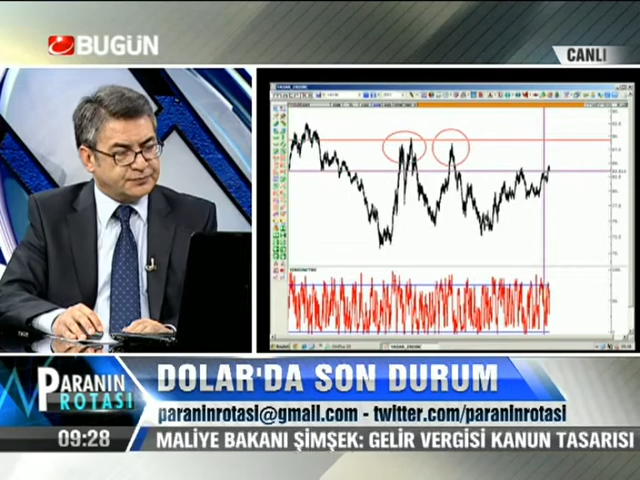 BUGÜN
CANLI
YASAR_ERDINC
DOLAR'DA SON DURUM
PARANIN
ROTASI
paraninrotasi@gmail.com - twitter.com/paraninrotasi
09:28
MALİYE BAKANI ŞİMŞEK: GELİR VERGİSİ KANUN TASARISI